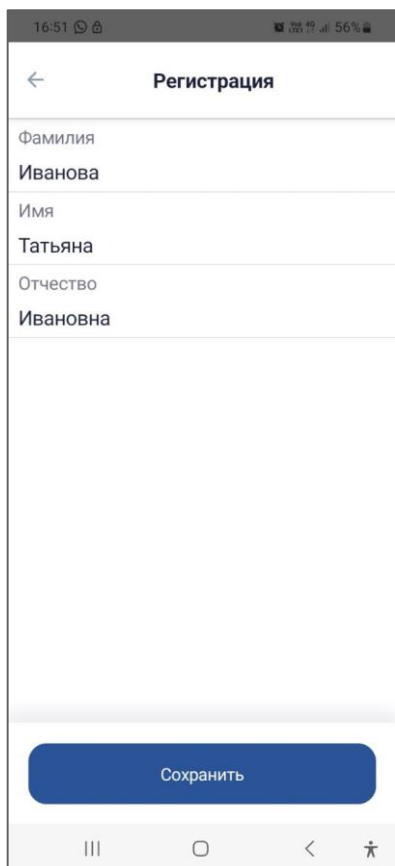 16:51 56%
Регистрация
Фамилия
Иванова
Имя
Татьяна
Отчество
Ивановна
Сохранить